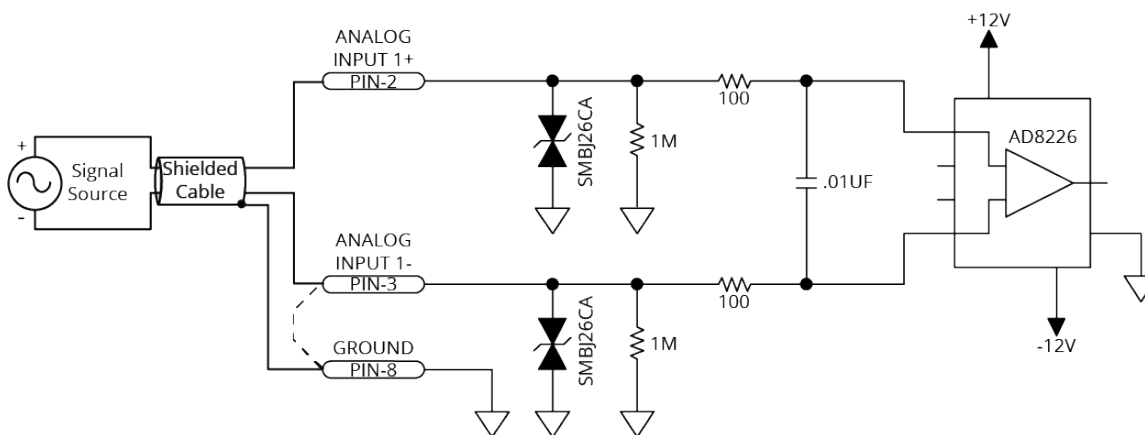 +12V
ANALOG
INPUT 1+
PIN-2
100
SMBJ26CA
1M
AD8226
+
Signal
Source
-
Shielded
Cable
.01UF
ANALOG
INPUT 1-
PIN-3
100
SMBJ26CA
1M
-12V
GROUND
PIN-8